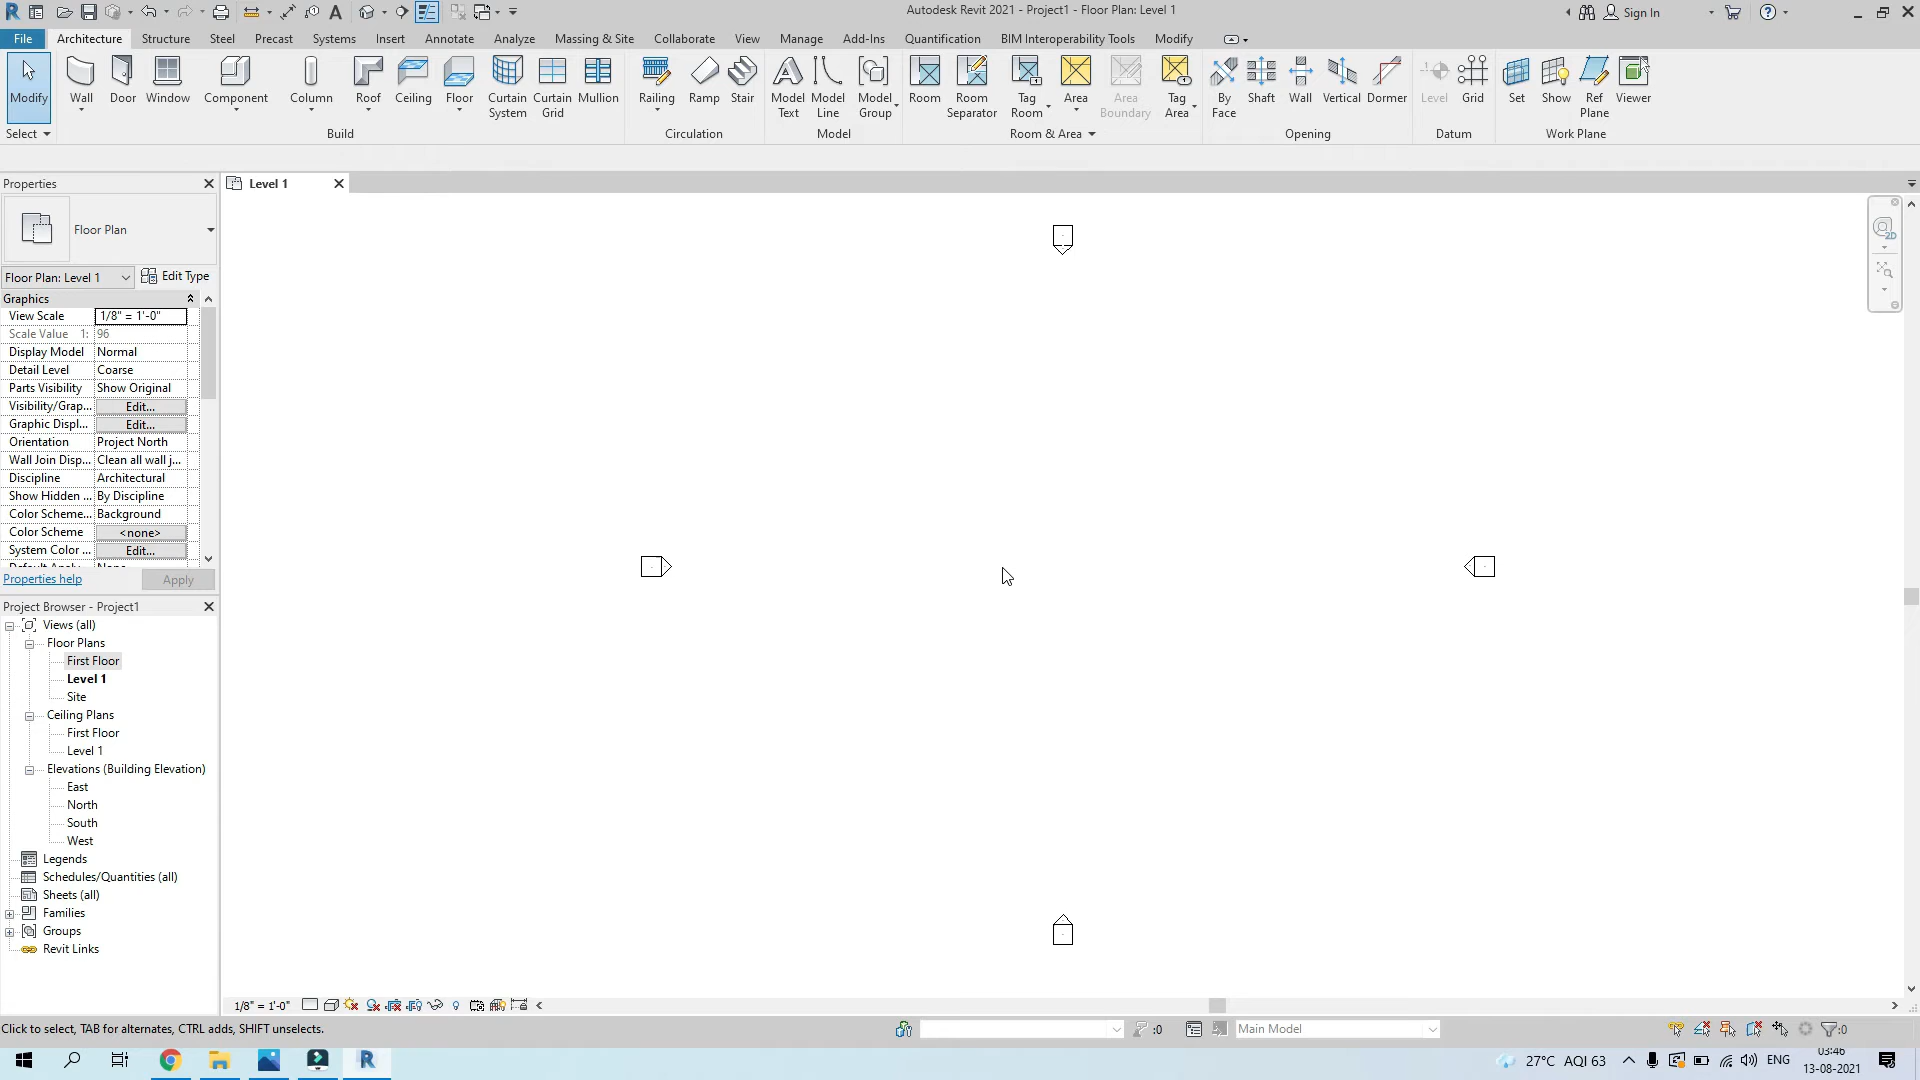 Autodesk Revit 2021 - Project1 - Floor Plan: Level 1
Sign In
File Architecture Structure Steel Precast Systems Insert Annotate Analyze Massing & Site Collaborate View Manage Add-Ins Quantification BIM Interoperability Tools Modify
Modify Wall Door Window Component Column Roof Ceiling Floor Curtain System Curtain Grid Mullion Railing Ramp Stair Model Text Model Line Model Group Room Room Separator Tag Room Area Area Boundary Tag Area By Face Shaft Wall Vertical Dormer Level Grid Set Show Ref Plane Viewer
Select Build Circulation Model Room & Area Opening Datum Work Plane
Properties
Level 1
Floor Plan
Floor Plan: Level 1 Edit Type
Graphics
View Scale 1/8" = 1'-0"
Scale Value 1: 96
Display Model Normal
Detail Level Coarse
Parts Visibility Show Original
Visibility/Grap... Edit...
Graphic Displ... Edit...
Orientation Project North
Wall Join Disp... Clean all wall j...
Discipline Architectural
Show Hidden ... By Discipline
Color Scheme... Background
Color Scheme <none>
System Color ... Edit...
Properties help Apply
Project Browser - Project1
Views (all)
Floor Plans
First Floor
Level 1
Site
Ceiling Plans
First Floor
Level 1
Elevations (Building Elevation)
East
North
South
West
Legends
Schedules/Quantities (all)
Sheets (all)
Families
Groups
Revit Links
1/8" = 1'-0"
Click to select, TAB for alternates, CTRL adds, SHIFT unselects.
:0
Main Model
:0
27°C AQI 63
ENG
03:46
13-08-2021